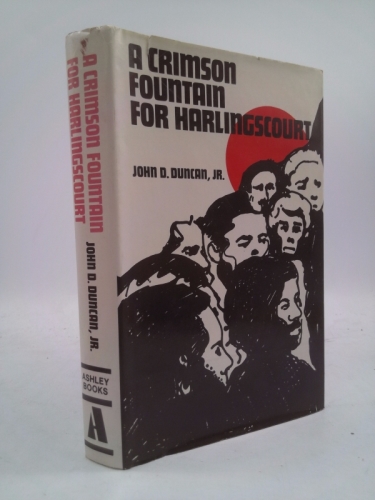 A CRIMSON
FOUNTAIN
FOR HARLINGSCOURT
JOHN D. DUNCAN, JR.
A CRIMSON FOUNTAIN
FOR HARLINGSCOURT
JOHN D. DUNCAN, JR.
ASHLEY
BOOKS
A